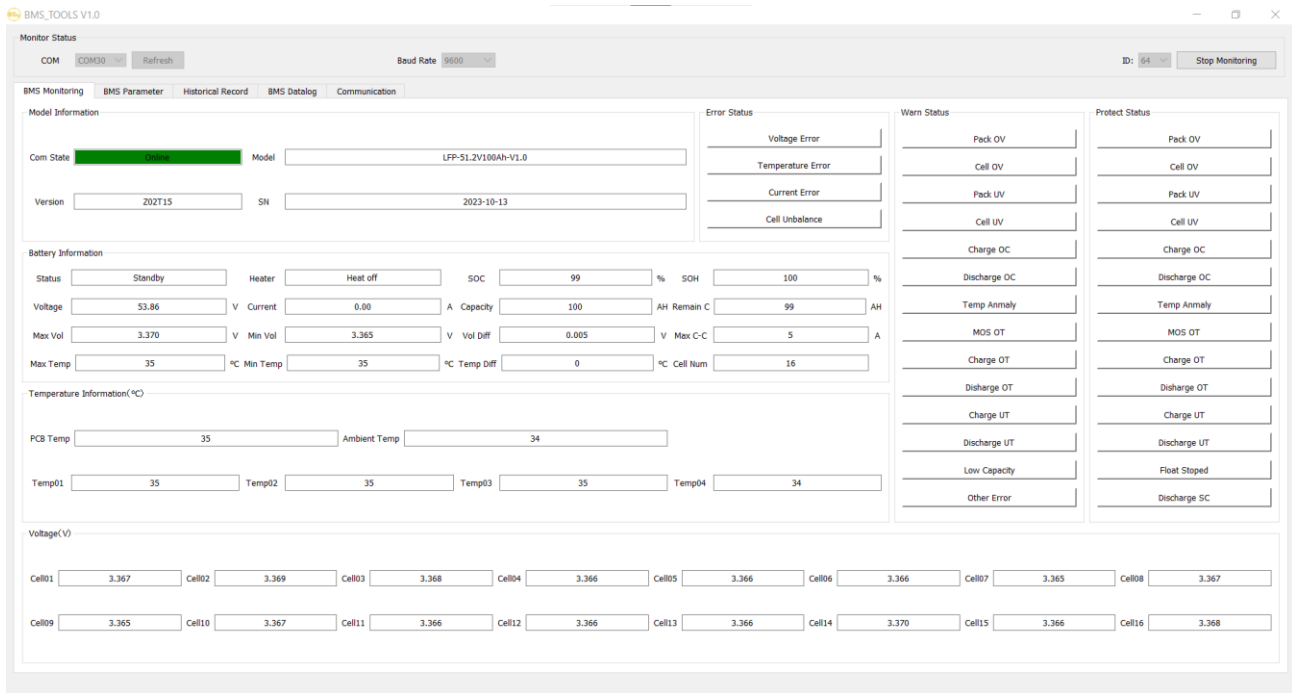 BMS_TOOLS V1.0
Monitor Status
COM COM30 Refresh Baud Rate 9600 ID: 64 Stop Monitoring
BMS Monitoring BMS Parameter Historical Record BMS Datalog Communication
Model Information
Com State Online Model LFP-51.2V100Ah-V1.0
Version Z02T15 SN 2023-10-13
Error Status
Voltage Error
Temperature Error
Current Error
Cell Unbalance
Warn Status
Pack OV
Cell OV
Pack UV
Cell UV
Charge OC
Discharge OC
Temp Anmaly
MOS OT
Charge OT
Disharge OT
Charge UT
Discharge UT
Low Capacity
Other Error
Protect Status
Pack OV
Cell OV
Pack UV
Cell UV
Charge OC
Discharge OC
Temp Anmaly
MOS OT
Charge OT
Disharge OT
Charge UT
Discharge UT
Float Stoped
Discharge SC
Battery Information
Status Standby Heater Heat off SOC 99 % SOH 100 %
Voltage 53.86 V Current 0.00 A Capacity 100 AH Remain C 99 AH
Max Vol 3.370 V Min Vol 3.365 V Vol Diff 0.005 V Max C-C 5 A
Max Temp 35 ºC Min Temp 35 ºC Temp Diff 0 ºC Cell Num 16
Temperature Information(ºC)
PCB Temp 35 Ambient Temp 34
Temp01 35 Temp02 35 Temp03 35 Temp04 34
Voltage(V)
Cell01 3.367 Cell02 3.369 Cell03 3.368 Cell04 3.366 Cell05 3.366 Cell06 3.366 Cell07 3.365 Cell08 3.367
Cell09 3.365 Cell10 3.367 Cell11 3.366 Cell12 3.366 Cell13 3.366 Cell14 3.370 Cell15 3.366 Cell16 3.368